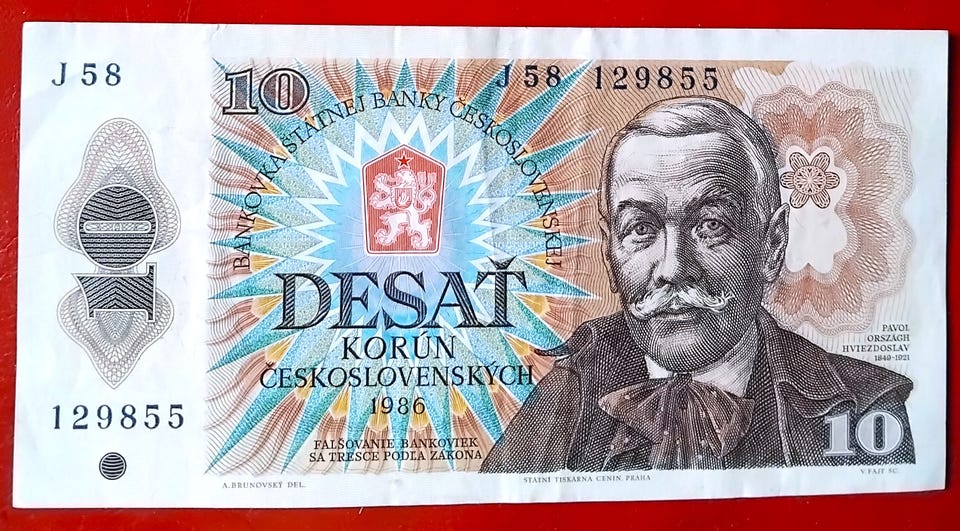 J 58
10
J 58 129855
BANKOVKA ŠTÁTNEJ BANKY ČESKOSLOVENSKEJ
DESAŤ
KORÚN
ČESKOSLOVENSKÝCH
1986
FALŠOVANIE BANKOVIEK
SA TRESCE PODĽA ZÁKONA
PAVOL
ORSZÁGH
HVIEZDOSLAV
1849-1921
10
10
129855
A. BRUNOVSKÝ DEL.
STÁTNÍ TISKÁRNA CENIN, PRAHA
V. FAJT SC.